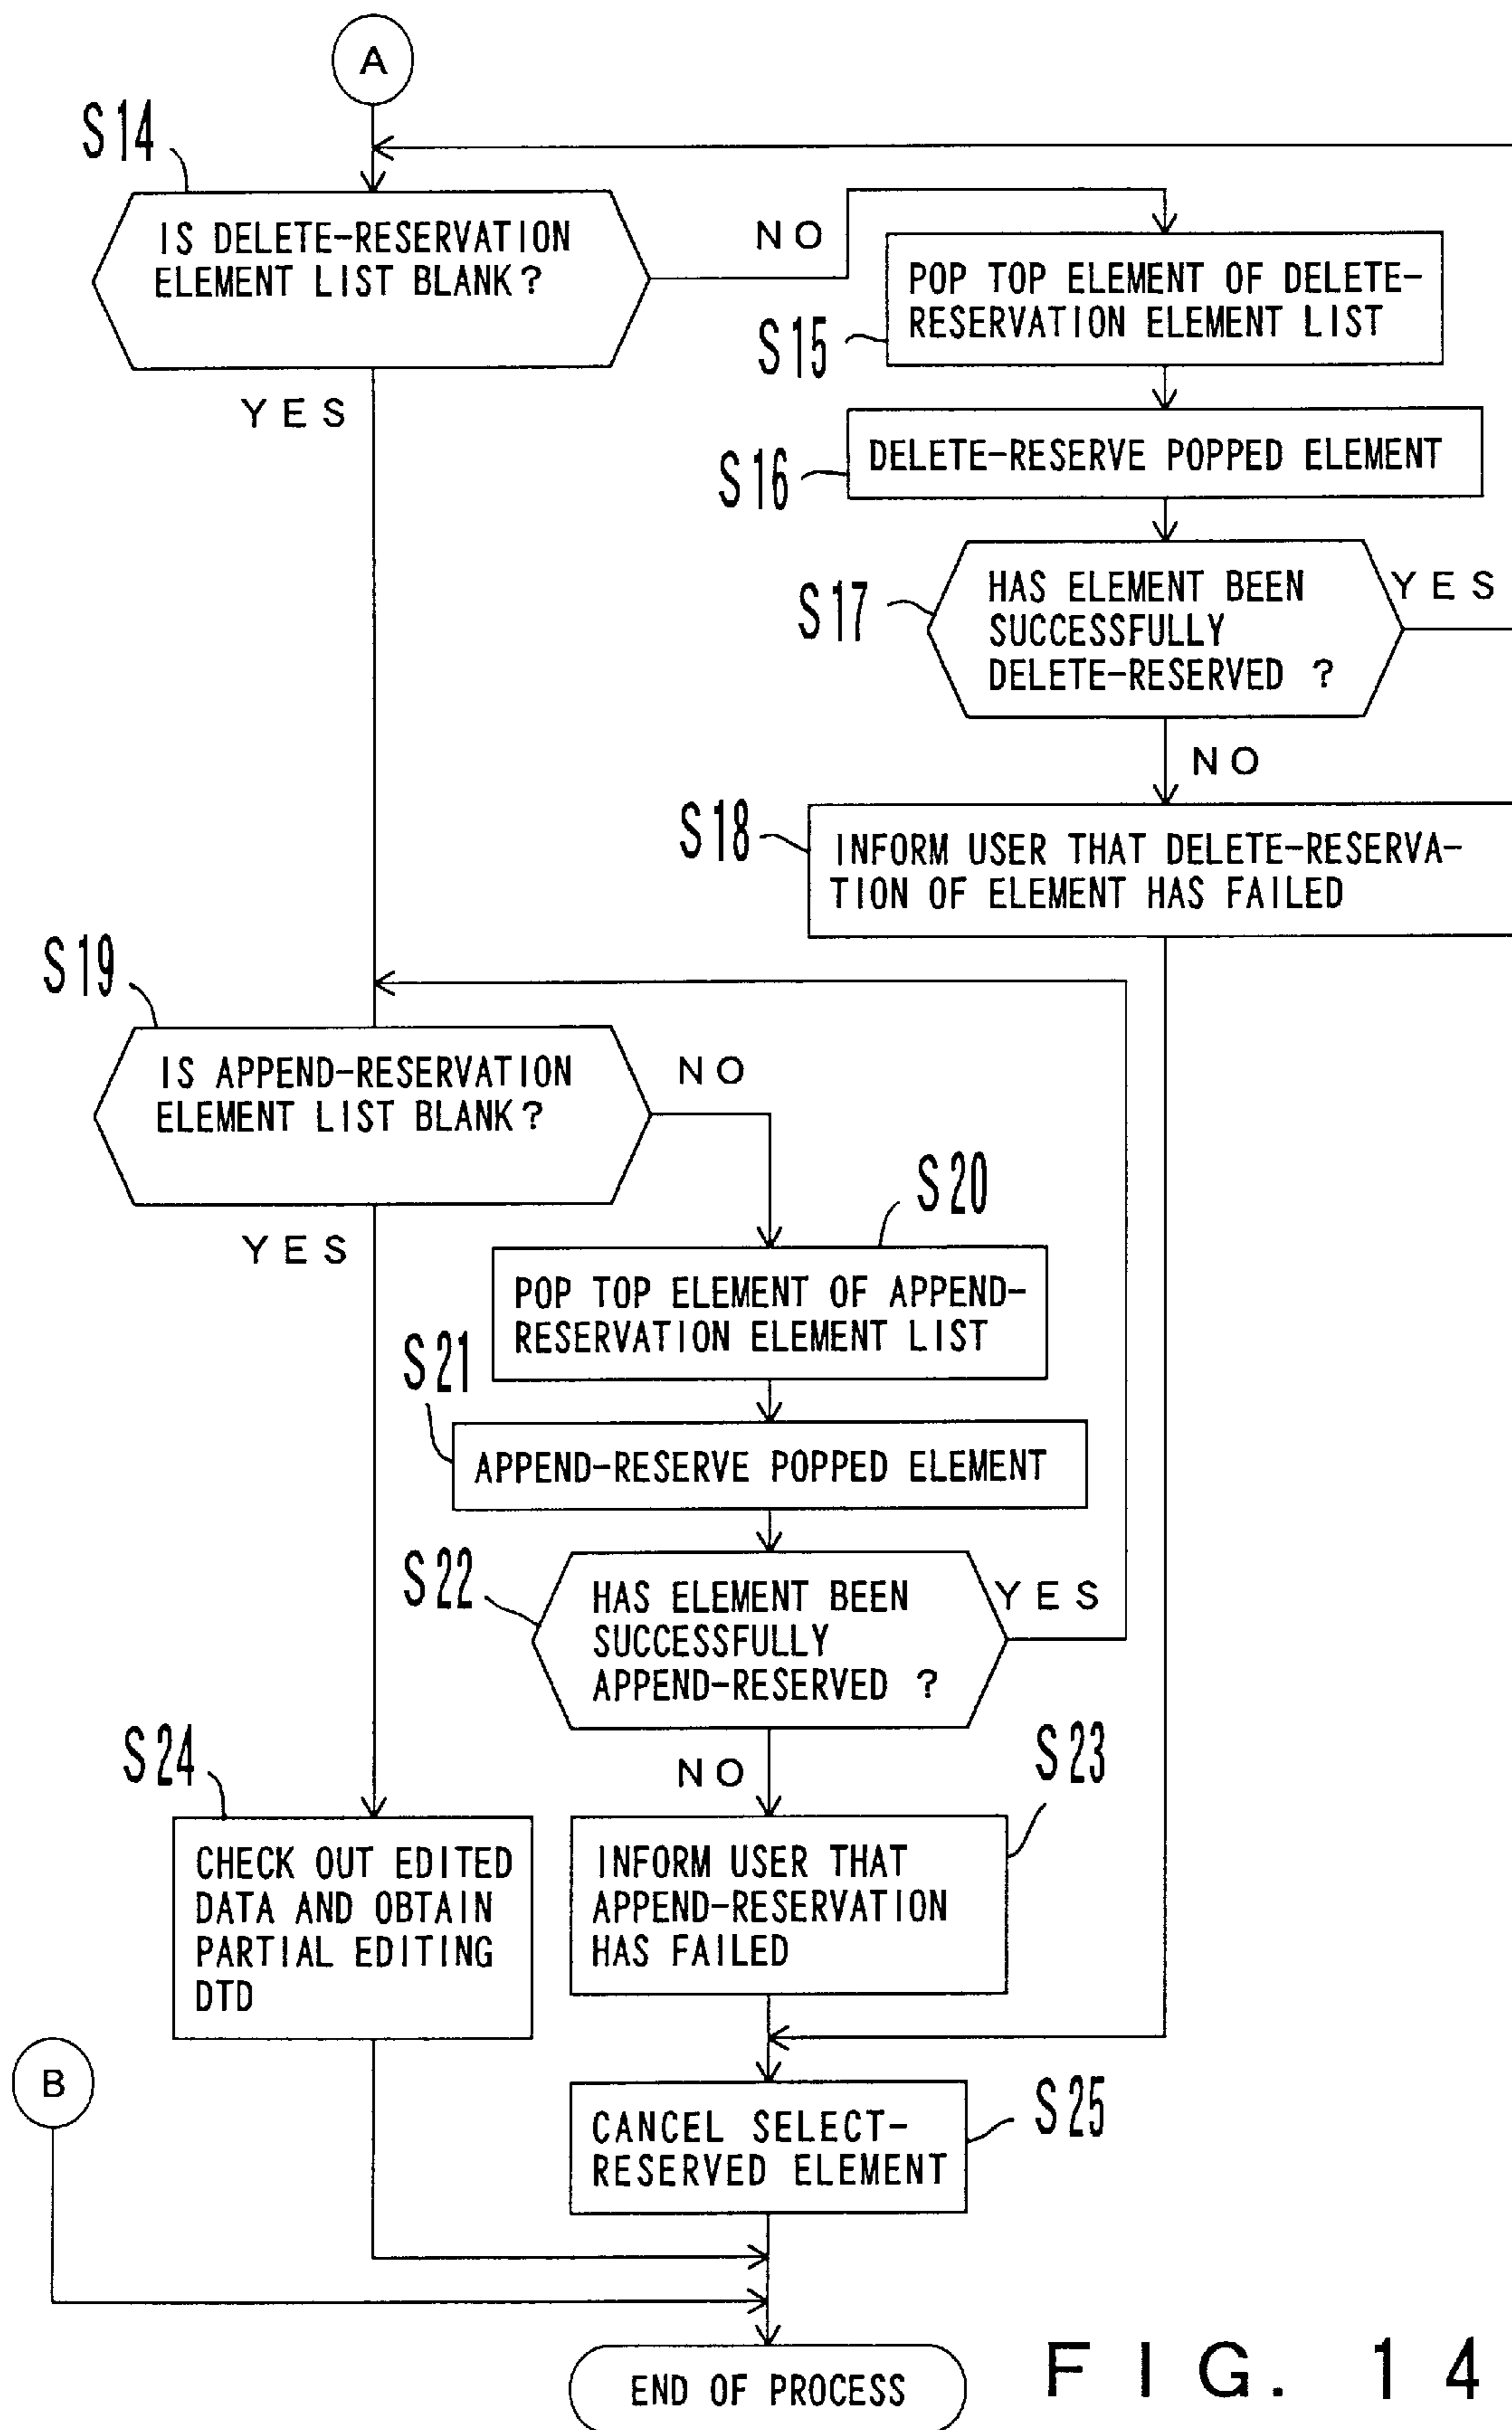 A
S14
IS DELETE-RESERVATION
ELEMENT LIST BLANK?
NO
YES
POP TOP ELEMENT OF DELETE-
RESERVATION ELEMENT LIST
S15
DELETE-RESERVE POPPED ELEMENT
S16
HAS ELEMENT BEEN
SUCCESSFULLY
DELETE-RESERVED ?
S17
YES
NO
S18
INFORM USER THAT DELETE-RESERVA-
TION OF ELEMENT HAS FAILED
S19
IS APPEND-RESERVATION
ELEMENT LIST BLANK?
NO
YES
S20
POP TOP ELEMENT OF APPEND-
RESERVATION ELEMENT LIST
S21
APPEND-RESERVE POPPED ELEMENT
S22
HAS ELEMENT BEEN
SUCCESSFULLY
APPEND-RESERVED ?
YES
NO
S23
INFORM USER THAT
APPEND-RESERVATION
HAS FAILED
S24
CHECK OUT EDITED
DATA AND OBTAIN
PARTIAL EDITING
DTD
B
CANCEL SELECT-
RESERVED ELEMENT
S25
END OF PROCESS
FIG. 14